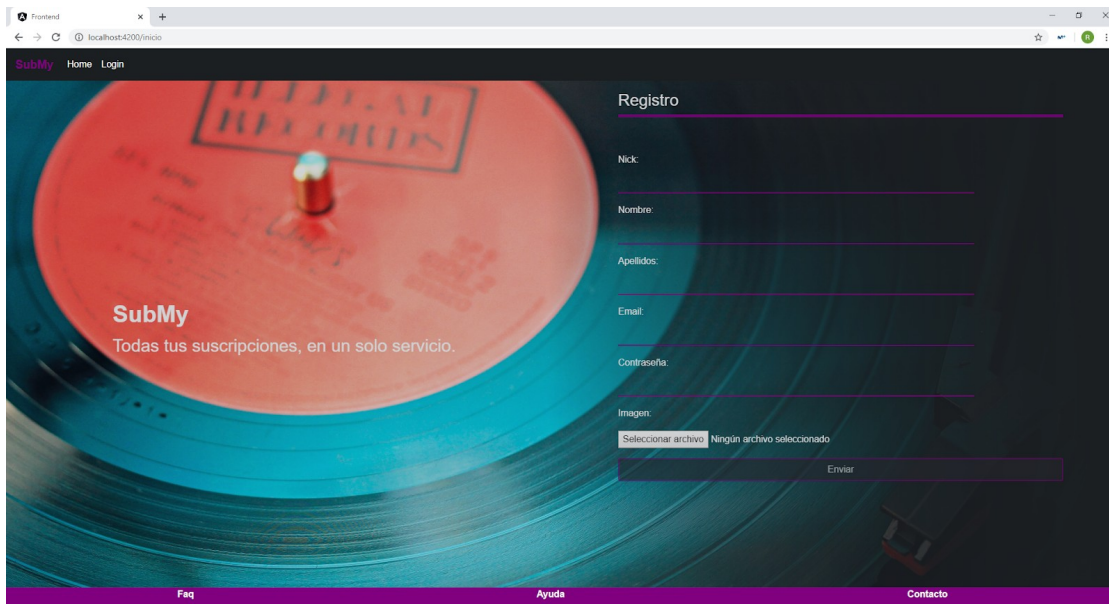 Frontend
localhost:4200/inicio
R
SubMy Home Login
Registro
Nick:
Nombre:
Apellidos:
Email:
SubMy
Todas tus suscripciones, en un solo servicio.
Contraseña:
Imagen:
Seleccionar archivo Ningún archivo seleccionado
Enviar
Faq Ayuda Contacto